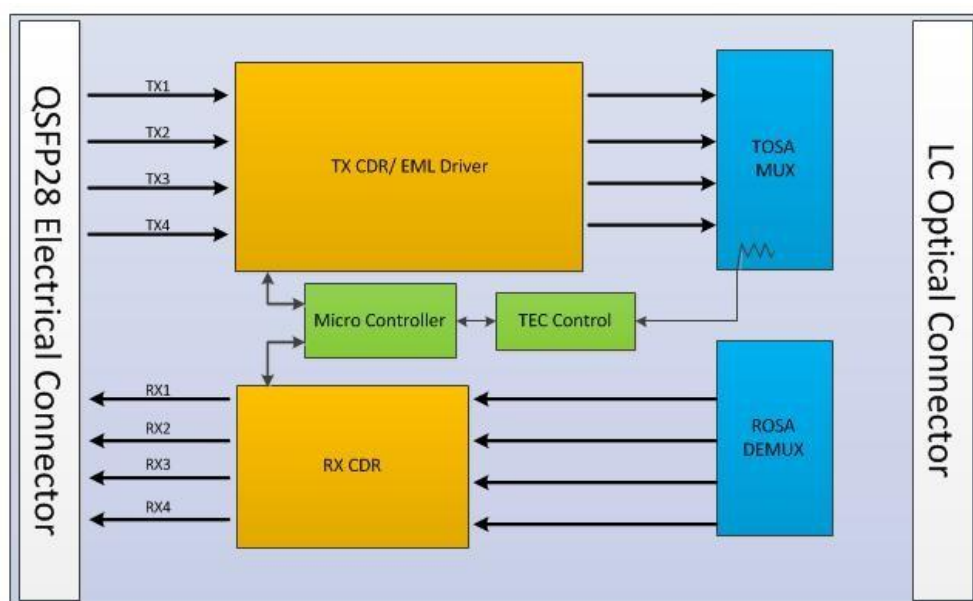 QSFP28 Electrical Connector
TX1
TX2
TX3
TX4
TX CDR/ EML Driver
TOSA
MUX
LC Optical Connector
Micro Controller
TEC Control
RX1
RX2
RX3
RX4
RX CDR
ROSA
DEMUX